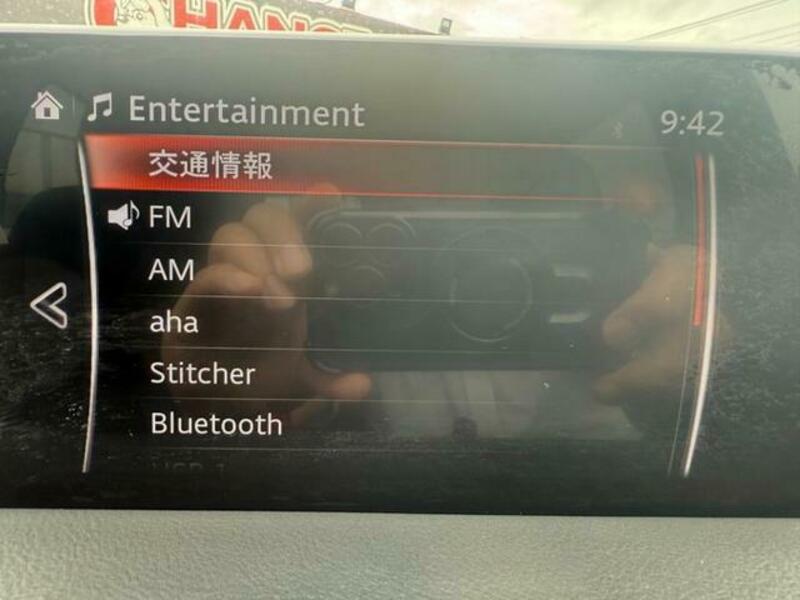 Entertainment
9:42
交通情報
FM
AM
aha
Stitcher
Bluetooth